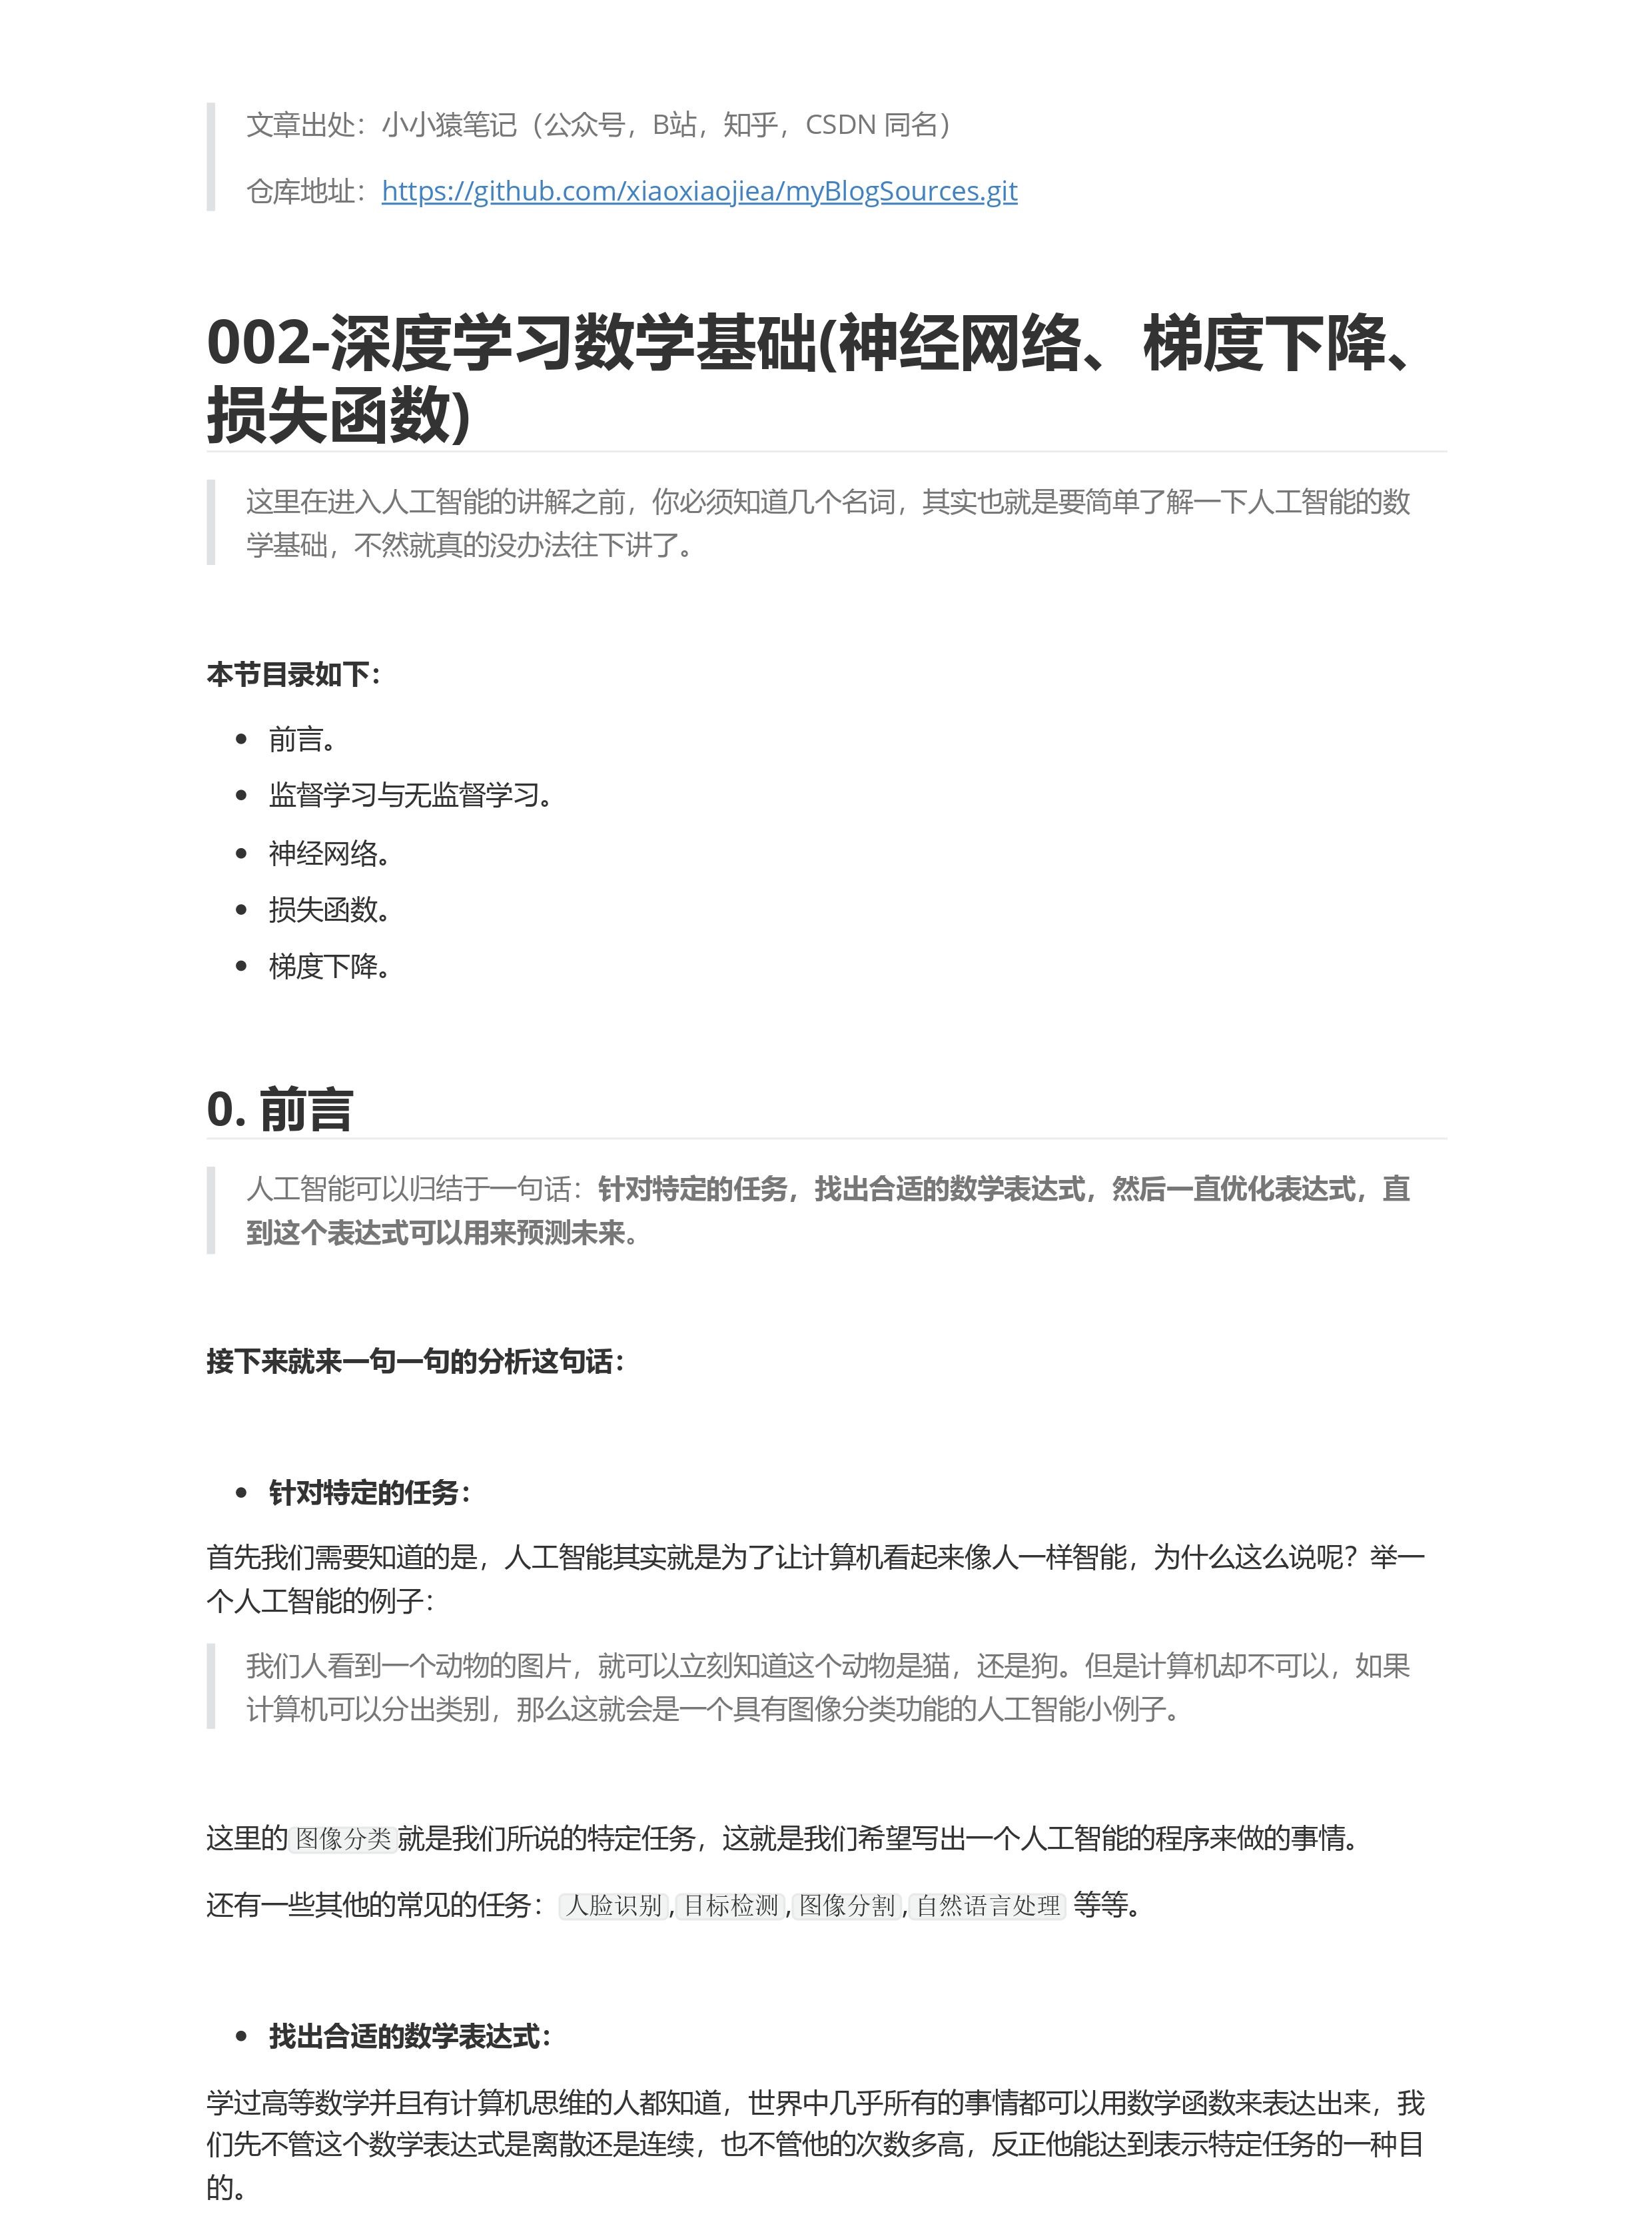 文章出处：小小猿笔记（公众号，B站，知乎，CSDN 同名）
仓库地址：https://github.com/xiaoxiaojiea/myBlogSources.git
002-深度学习数学基础(神经网络、梯度下降、
损失函数)
这里在进入人工智能的讲解之前，你必须知道几个名词，其实也就是要简单了解一下人工智能的数
学基础，不然就真的没办法往下讲了。
本节目录如下：
• 前言。
• 监督学习与无监督学习。
• 神经网络。
• 损失函数。
• 梯度下降。
0. 前言
人工智能可以归结于一句话：针对特定的任务，找出合适的数学表达式，然后一直优化表达式，直
到这个表达式可以用来预测未来。
接下来就来一句一句的分析这句话：
• 针对特定的任务：
首先我们需要知道的是，人工智能其实就是为了让计算机看起来像人一样智能，为什么这么说呢？举一
个人工智能的例子：
我们人看到一个动物的图片，就可以立刻知道这个动物是猫，还是狗。但是计算机却不可以，如果
计算机可以分出类别，那么这就会是一个具有图像分类功能的人工智能小例子。
这里的图像分类就是我们所说的特定任务，这就是我们希望写出一个人工智能的程序来做的事情。
还有一些其他的常见的任务：人脸识别,目标检测,图像分割,自然语言处理 等等。
• 找出合适的数学表达式：
学过高等数学并且有计算机思维的人都知道，世界中几乎所有的事情都可以用数学函数来表达出来，我
们先不管这个数学表达式是离散还是连续，也不管他的次数多高，反正他能达到表示特定任务的一种目
的。